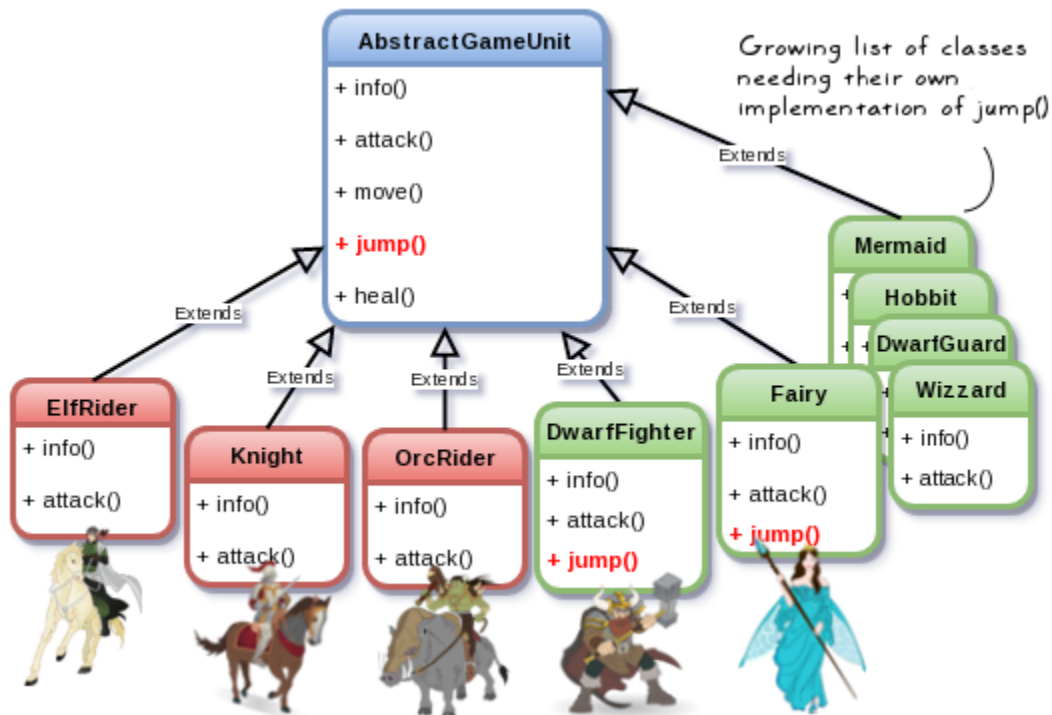 AbstractGameUnit
+ info()
+ attack()
+ move()
+ jump()
+ heal()
Growing list of classes
needing their own
implementation of jump()
Extends
Extends
Extends
Extends
Extends
Extends
ElfRider
+ info()
+ attack()
Knight
+ info()
+ attack()
OrcRider
+ info()
+ attack()
DwarfFighter
+ info()
+ attack()
+ jump()
Fairy
+ info()
+ attack()
+ jump()
Mermaid
+
+
Hobbit
+
DwarfGuard
+
+
Wizzard
+ info()
+ attack()